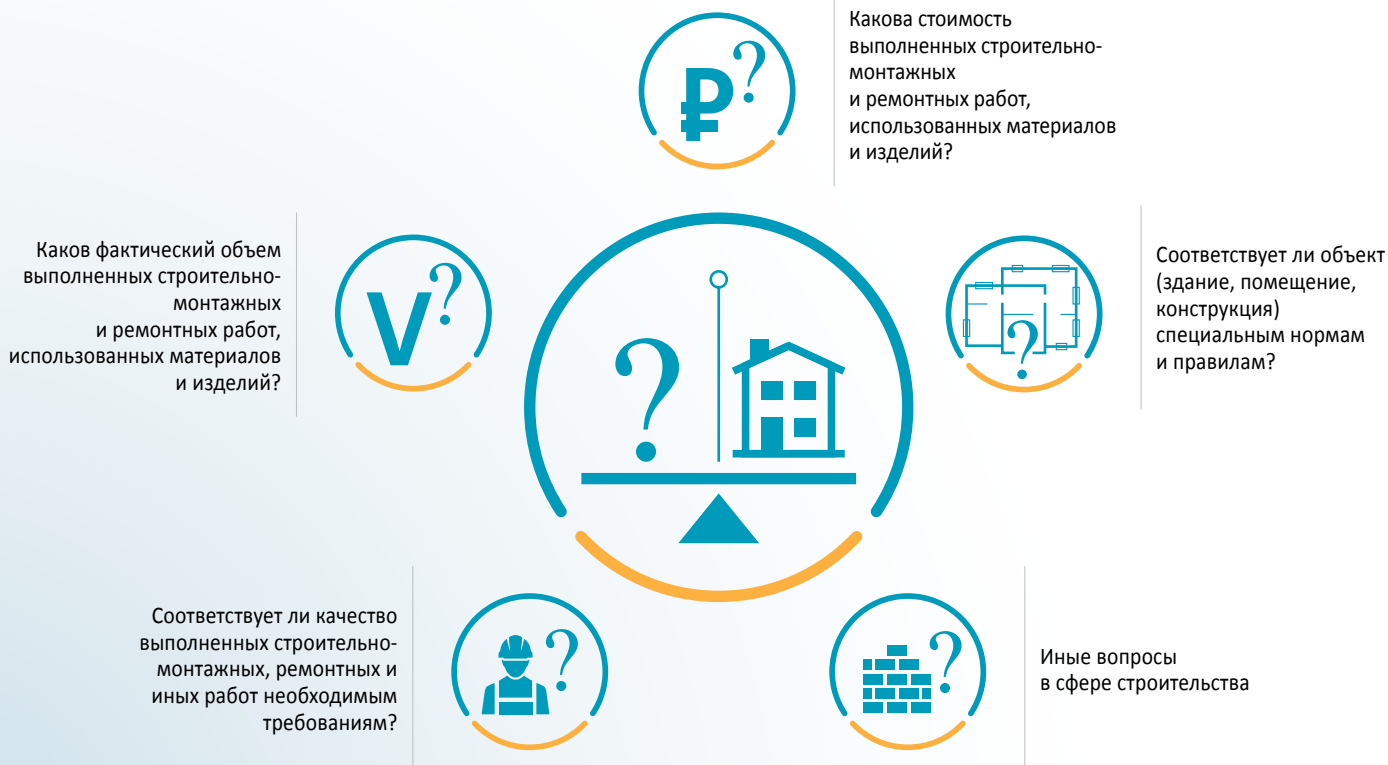 ₽?
Какова стоимость
выполненных строительно-
монтажных
и ремонтных работ,
использованных материалов
и изделий?
Каков фактический объем
выполненных строительно-
монтажных
и ремонтных работ,
использованных материалов
и изделий?
V?
?
Соответствует ли объект
(здание, помещение,
конструкция)
специальным нормам
и правилам?
?
Соответствует ли качество
выполненных строительно-
монтажных, ремонтных и
иных работ необходимым
требованиям?
?
?
Иные вопросы
в сфере строительства